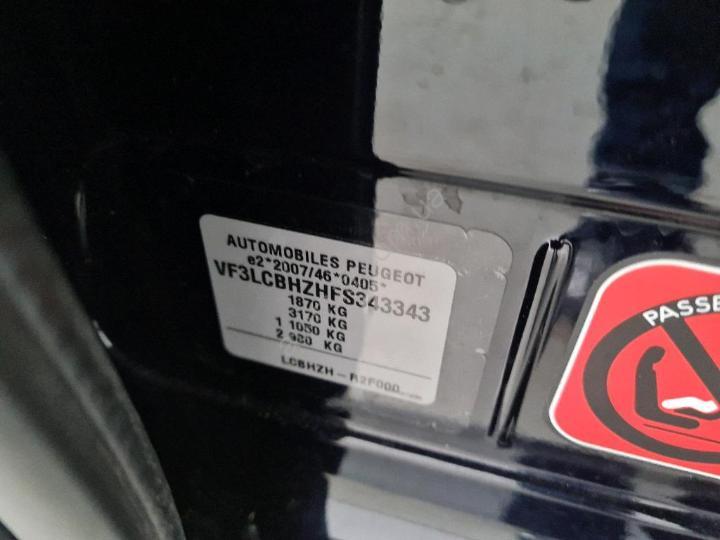 AUTOMOBILES PEUGEOT
e2*2007/46*0405*
VF3LCBHZHFS343343
1870 KG
3170 KG
1 1050 KG
2 980 KG
LCBHZH - R2F000
PASSE